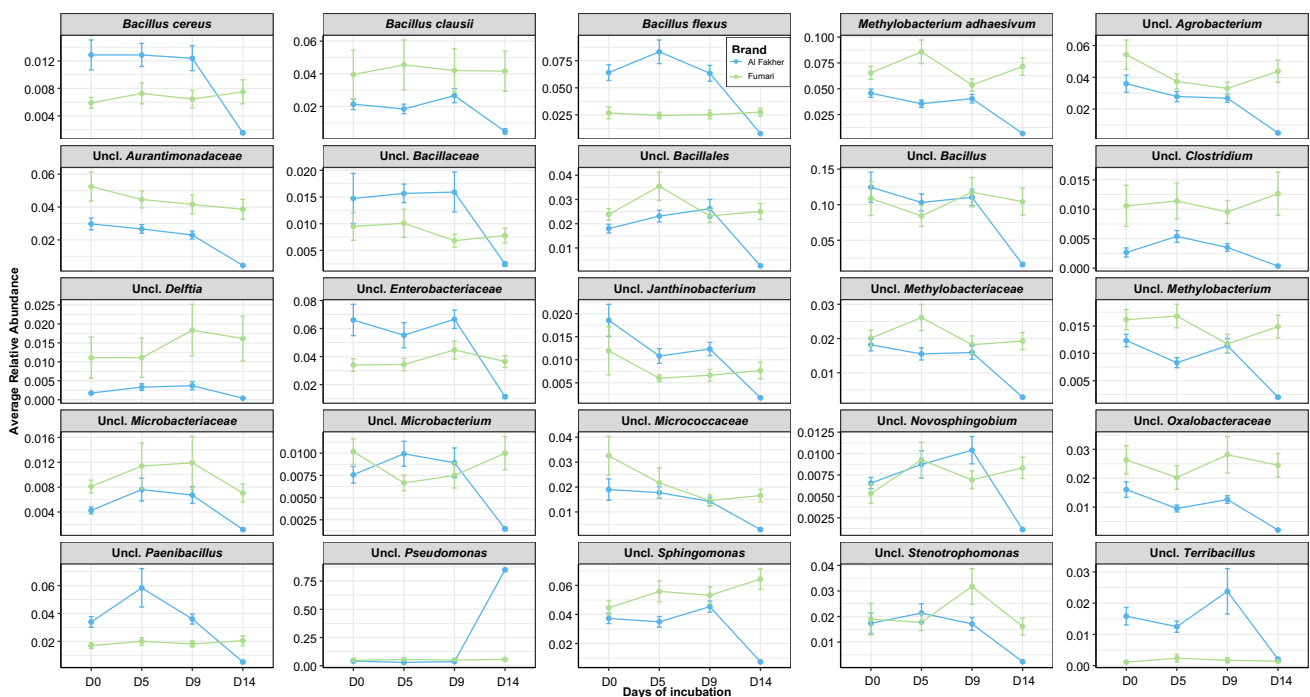 Bacillus cereus
Bacillus clausii
Bacillus flexus
Methylobacterium adhaesivum
Uncl. Agrobacterium
0.012
0.008
0.004
0.06
0.04
0.02
0.075
0.050
0.025
Brand
Al Fakher
Fumari
0.100
0.075
0.050
0.025
0.06
0.04
0.02
Uncl. Aurantimonadaceae
Uncl. Bacillaceae
Uncl. Bacillales
Uncl. Bacillus
Uncl. Clostridium
0.06
0.04
0.02
0.020
0.015
0.010
0.005
0.04
0.03
0.02
0.01
0.10
0.05
0.015
0.010
0.005
0.000
Average Relative Abundance
Uncl. Delftia
Uncl. Enterobacteriaceae
Uncl. Janthinobacterium
Uncl. Methylobacteriaceae
Uncl. Methylobacterium
0.025
0.020
0.015
0.010
0.005
0.000
0.08
0.06
0.04
0.02
0.020
0.015
0.010
0.005
0.03
0.02
0.01
0.015
0.010
0.005
Uncl. Microbacteriaceae
Uncl. Microbacterium
Uncl. Micrococcaceae
Uncl. Novosphingobium
Uncl. Oxalobacteraceae
0.016
0.012
0.008
0.004
0.0100
0.0075
0.0050
0.0025
0.04
0.03
0.02
0.01
0.0125
0.0100
0.0075
0.0050
0.0025
0.03
0.02
0.01
Uncl. Paenibacillus
Uncl. Pseudomonas
Uncl. Sphingomonas
Uncl. Stenotrophomonas
Uncl. Terribacillus
0.06
0.04
0.02
0.75
0.50
0.25
0.00
0.06
0.04
0.02
0.04
0.03
0.02
0.01
0.03
0.02
0.01
0.00
D0 D5 D9 D14
D0 D5 D9 D14
D0 D5 D9 D14
D0 D5 D9 D14
D0 D5 D9 D14
Days of incubation